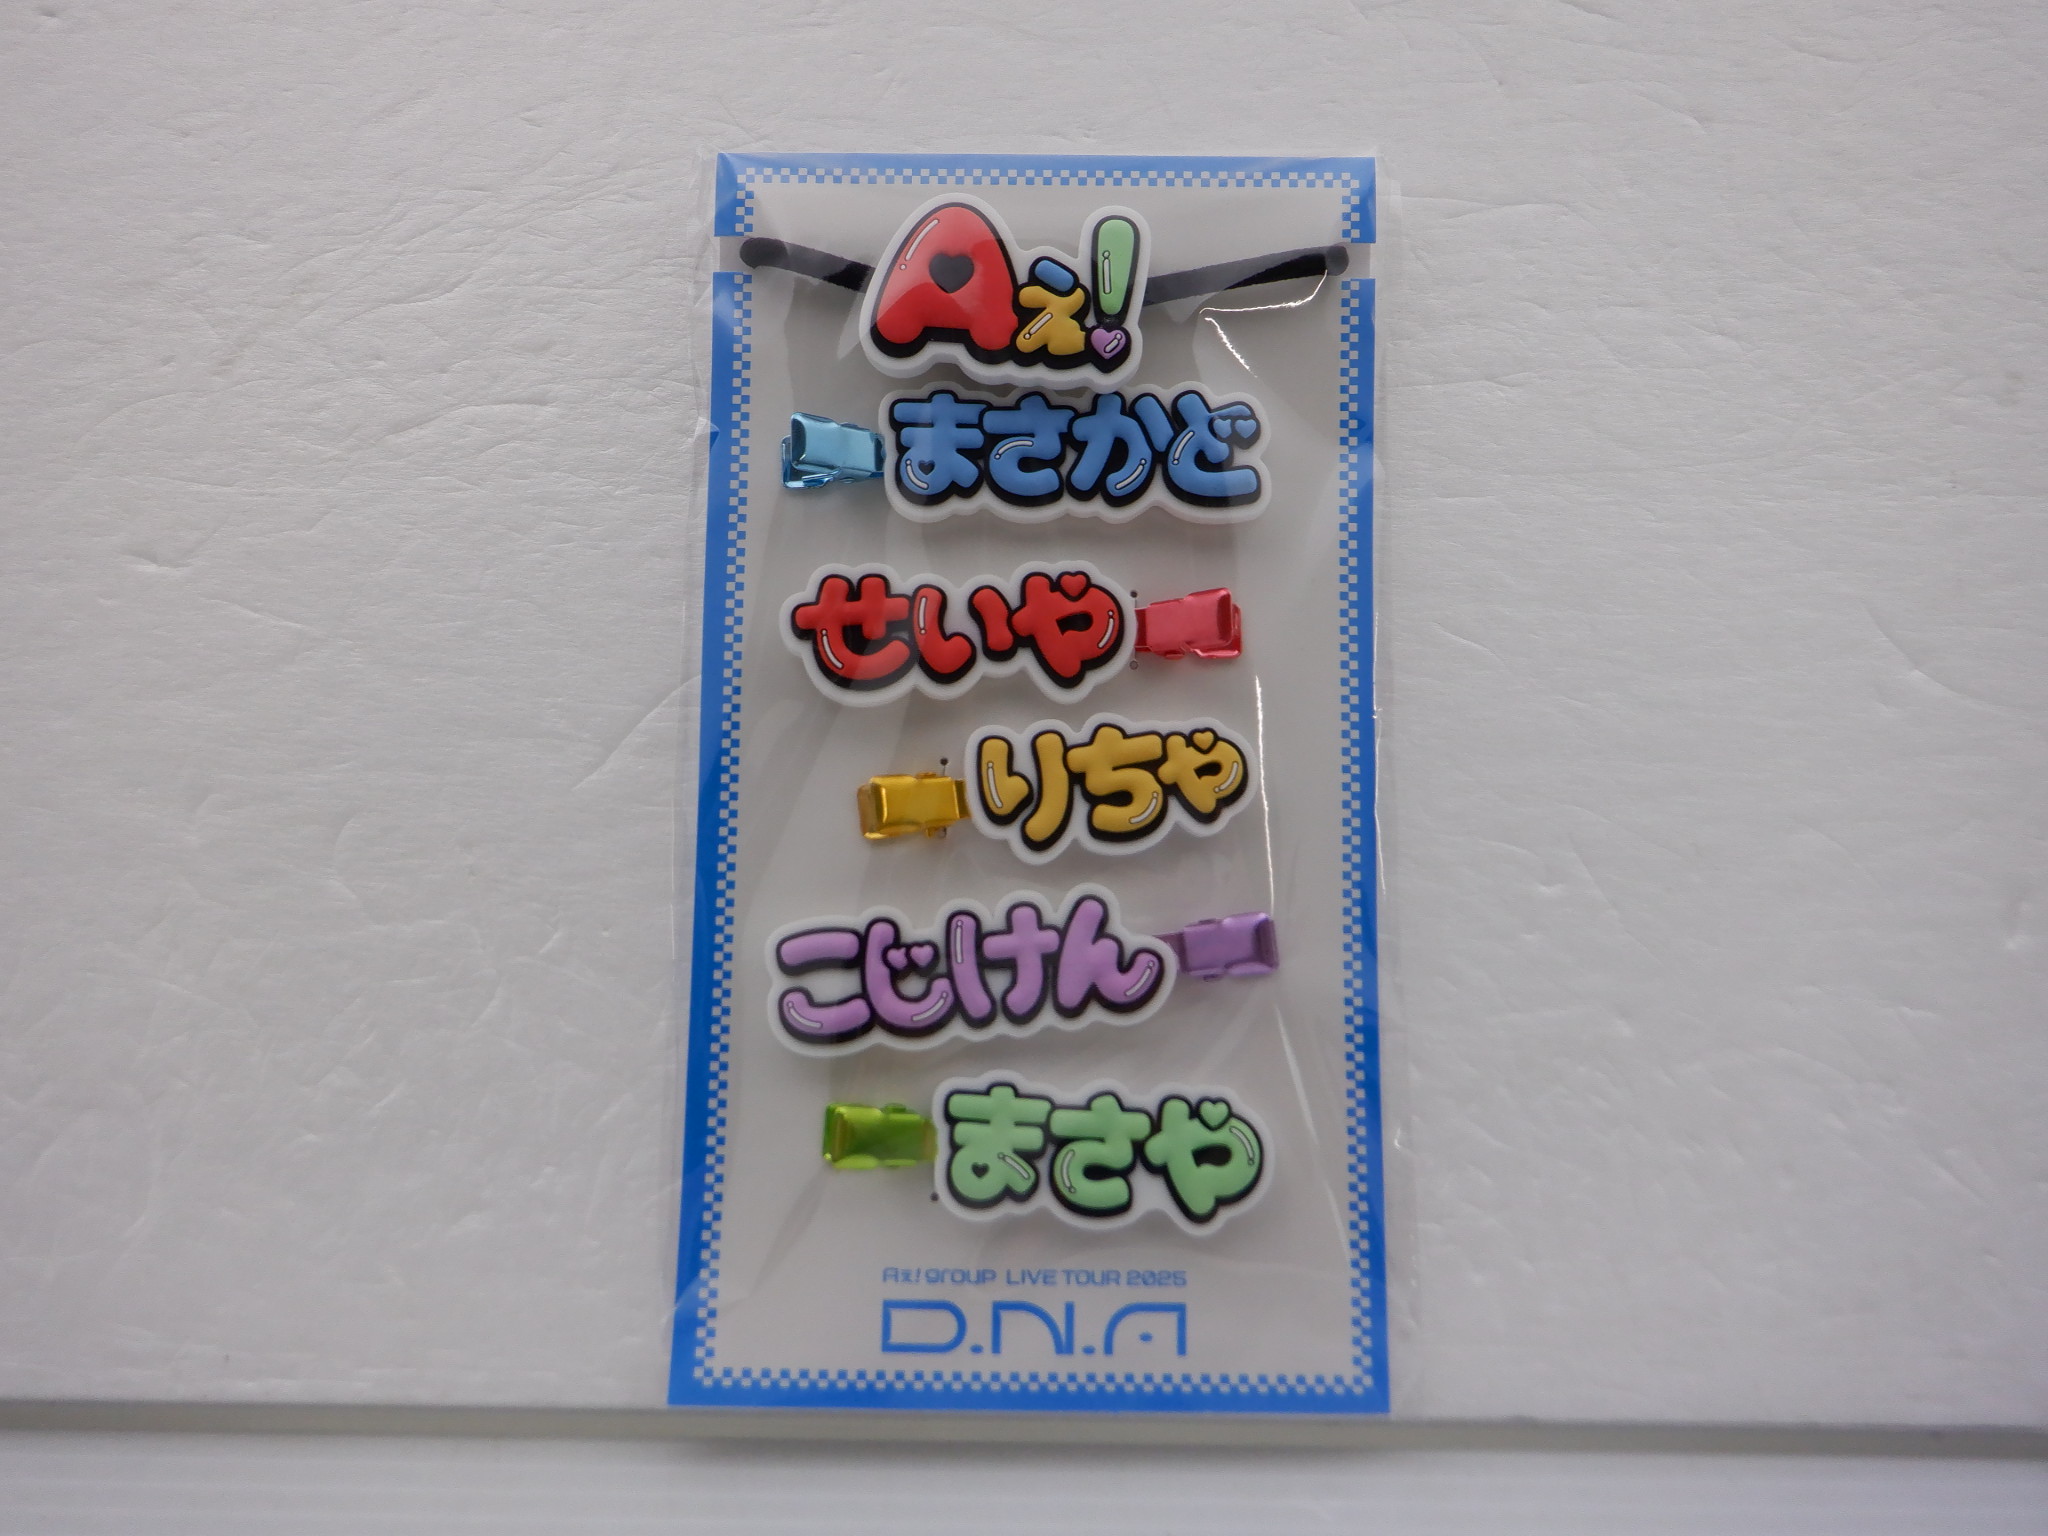 Aぇ!
まさかど
せいや
りちゃ
こじけん
まさや
Aぇ! group LIVE TOUR 2025
D.N.A